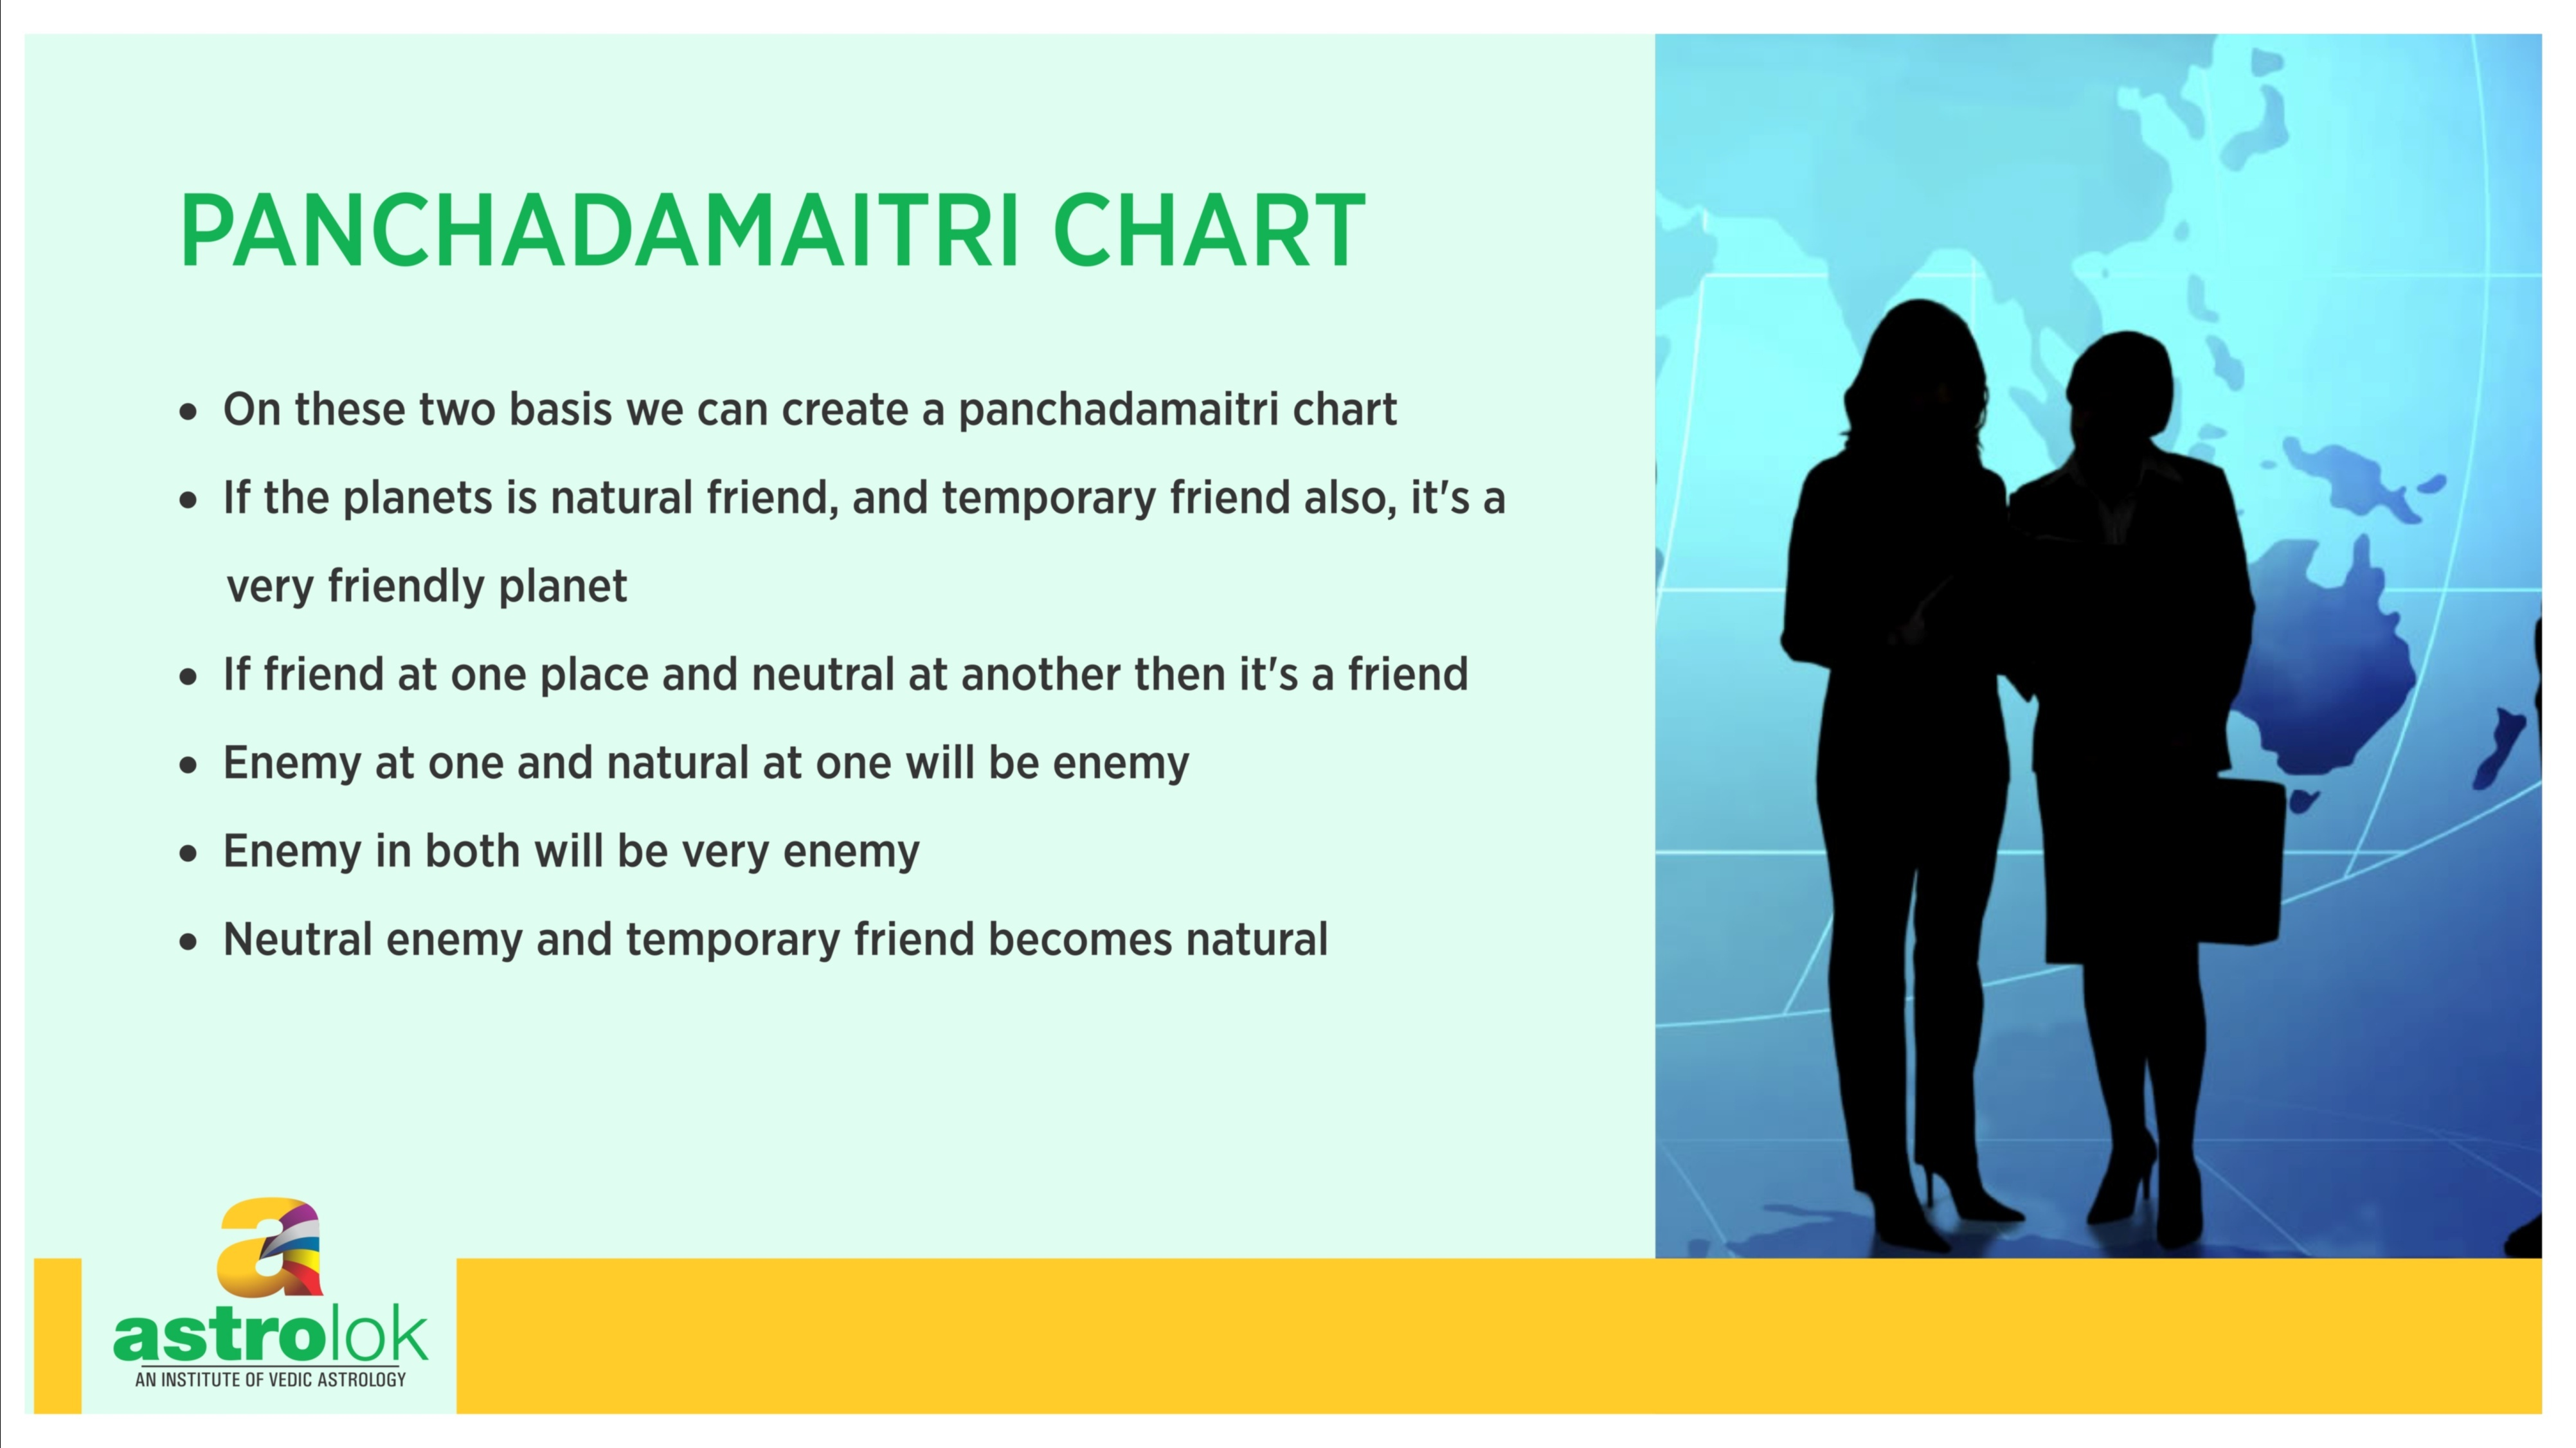 PANCHADAMAITRI CHART
• On these two basis we can create a panchadamaitri chart
• If the planets is natural friend, and temporary friend also, it's a
very friendly planet
• If friend at one place and neutral at another then it's a friend
• Enemy at one and natural at one will be enemy
• Enemy in both will be very enemy
• Neutral enemy and temporary friend becomes natural
a
astrolok
AN INSTITUTE OF VEDIC ASTROLOGY